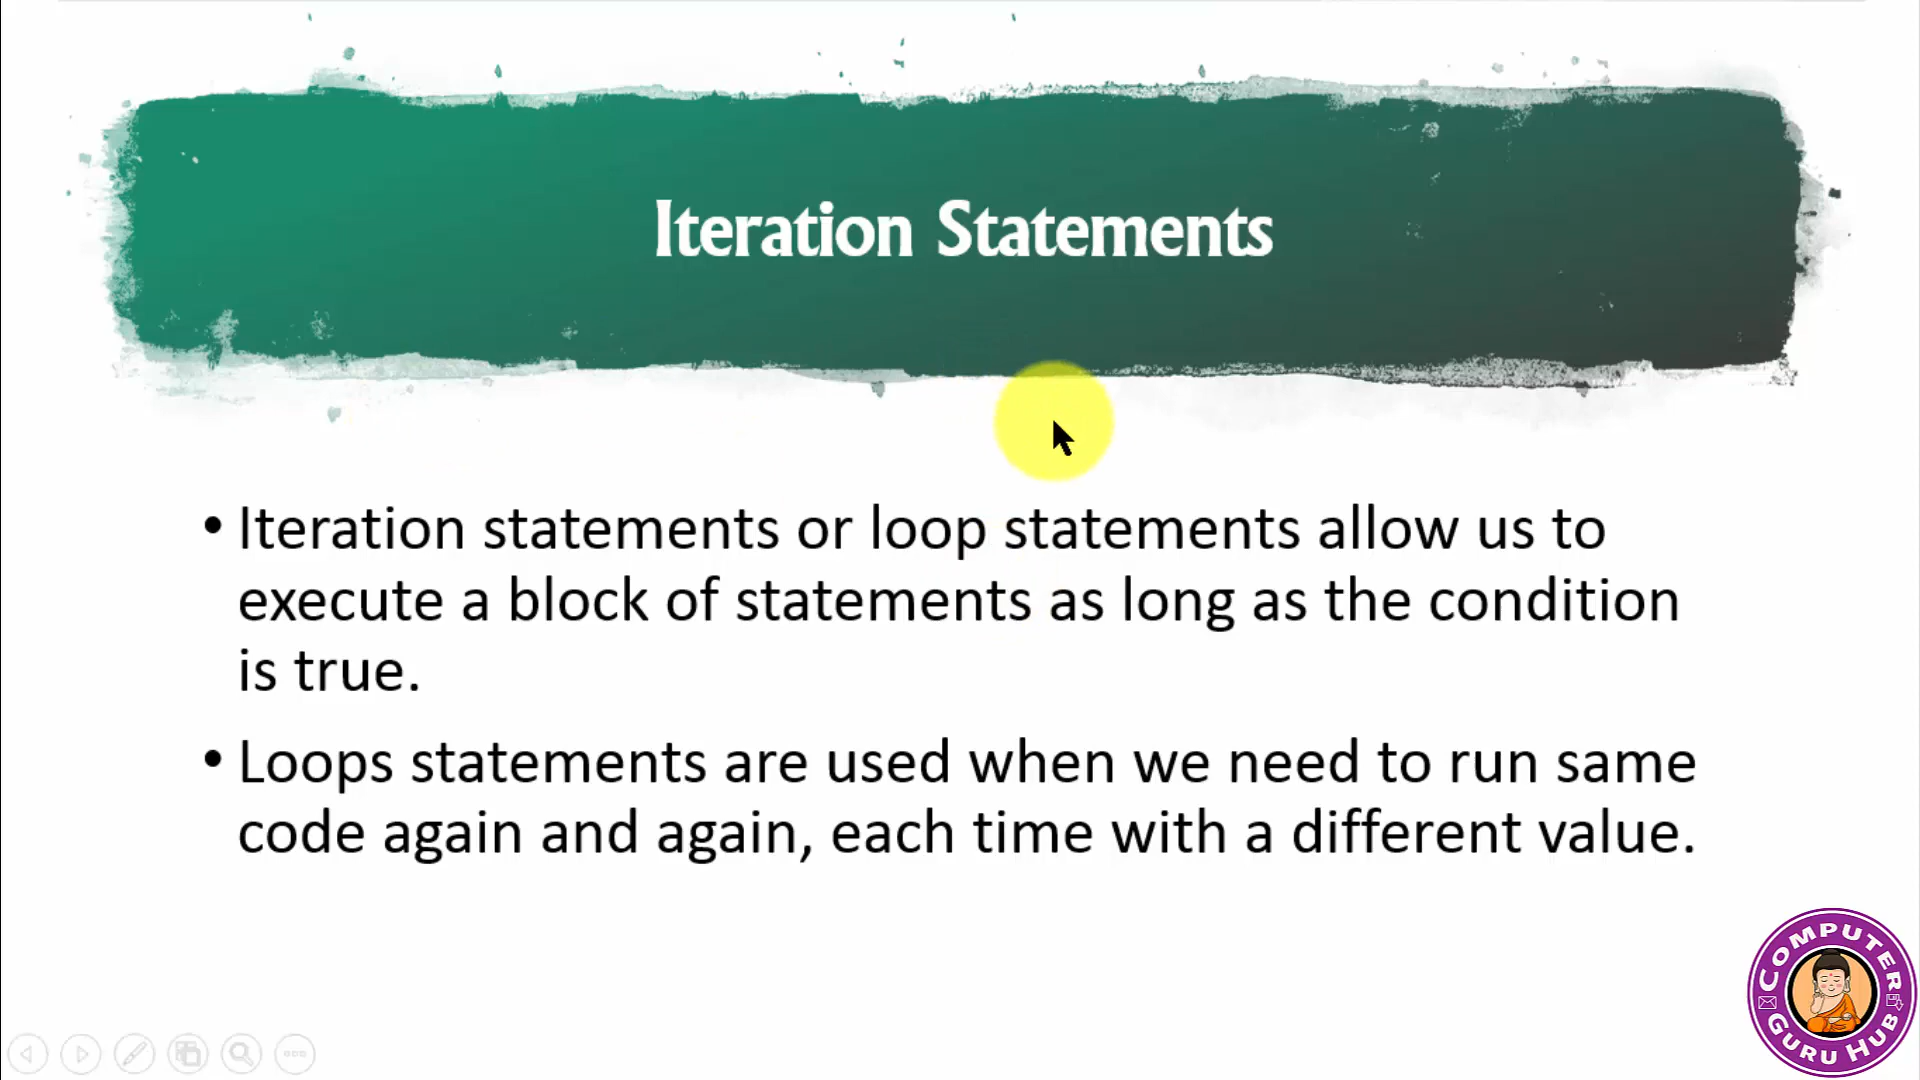 Iteration Statements
• Iteration statements or loop statements allow us to
execute a block of statements as long as the condition
is true.
• Loops statements are used when we need to run same
code again and again, each time with a different value.
COMPUTER
GURU HUB